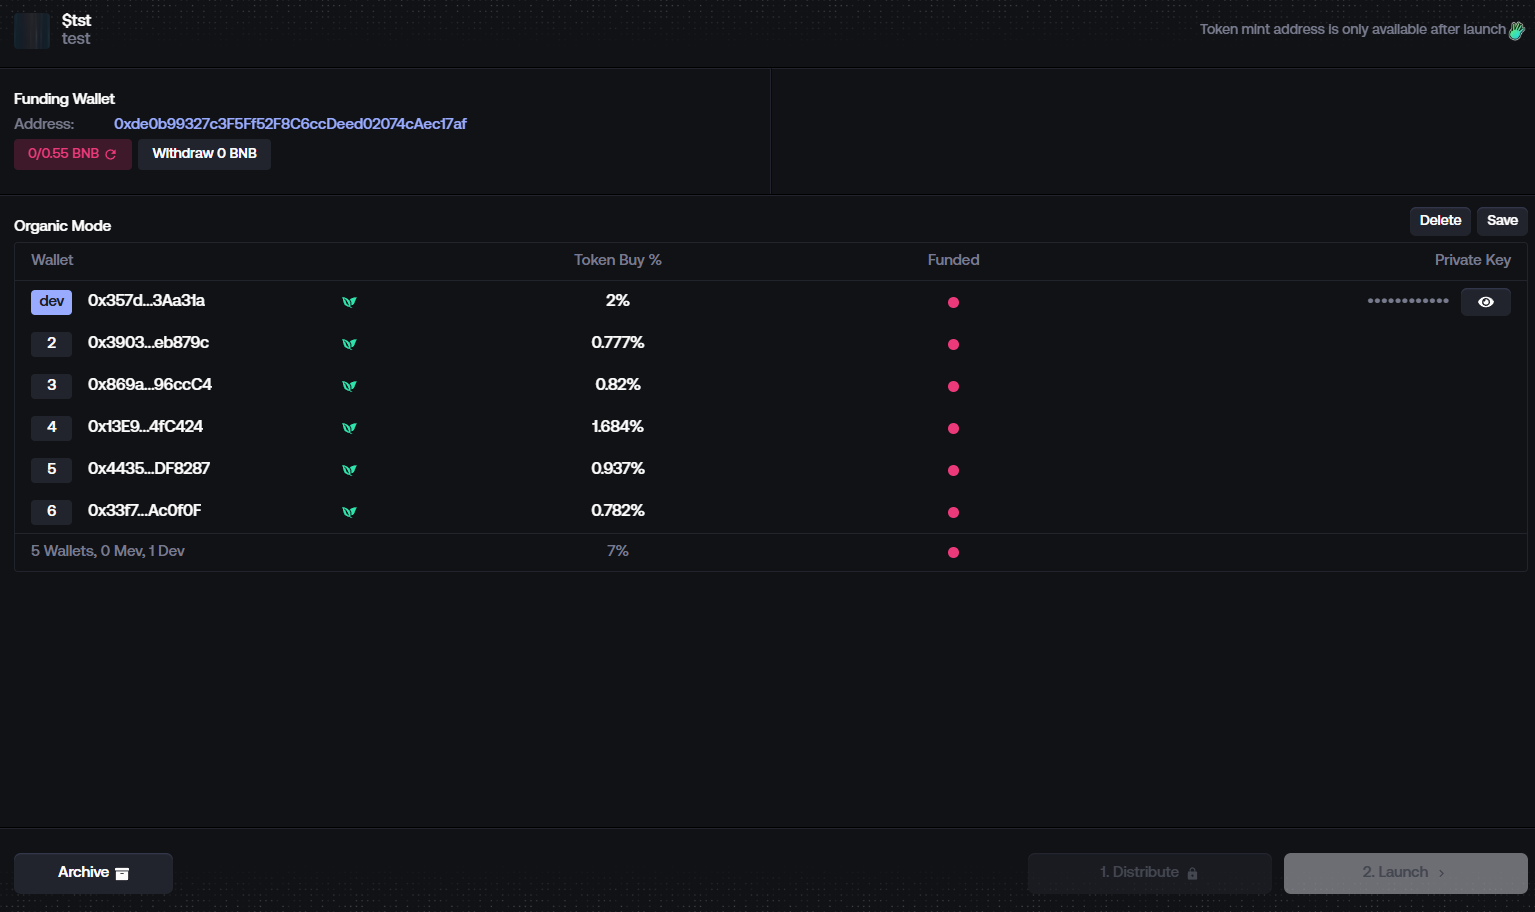 $tst
test
Token mint address is only available after launch
Funding Wallet
Address: 0xde0b99327c3F5Ff52F8C6ccDeed02074cAec17af
0/0.55 BNB Withdraw 0 BNB
Organic Mode Delete Save
Wallet Token Buy % Funded Private Key
dev 0x357d...3Aa31a 2% ••••••••••••
2 0x3903...eb879c 0.777%
3 0x869a...96ccC4 0.82%
4 0x13E9...4fC424 1.684%
5 0x4435...DF8287 0.937%
6 0x33f7...Ac0f0F 0.782%
5 Wallets, 0 Mev, 1 Dev 7%
Archive 1. Distribute 2. Launch ›